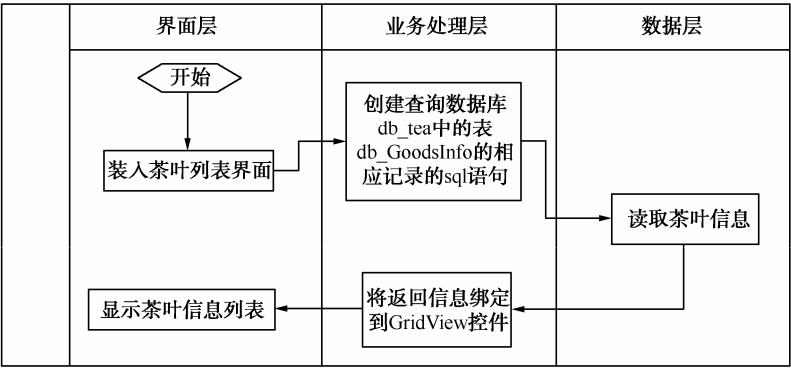 界面层
业务处理层
数据层
开始
装入茶叶列表界面
创建查询数据库
db_tea中的表
db_GoodsInfo的相
应记录的sql语句
读取茶叶信息
将返回信息绑定
到GridView控件
显示茶叶信息列表